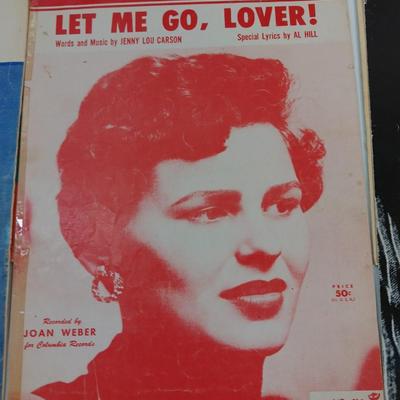 LET ME GO, LOVER!
Words and Music by JENNY LOU CARSON Special Lyrics by AL HILL
PRICE
50¢
Recorded by
JOAN WEBER
for Columbia Records